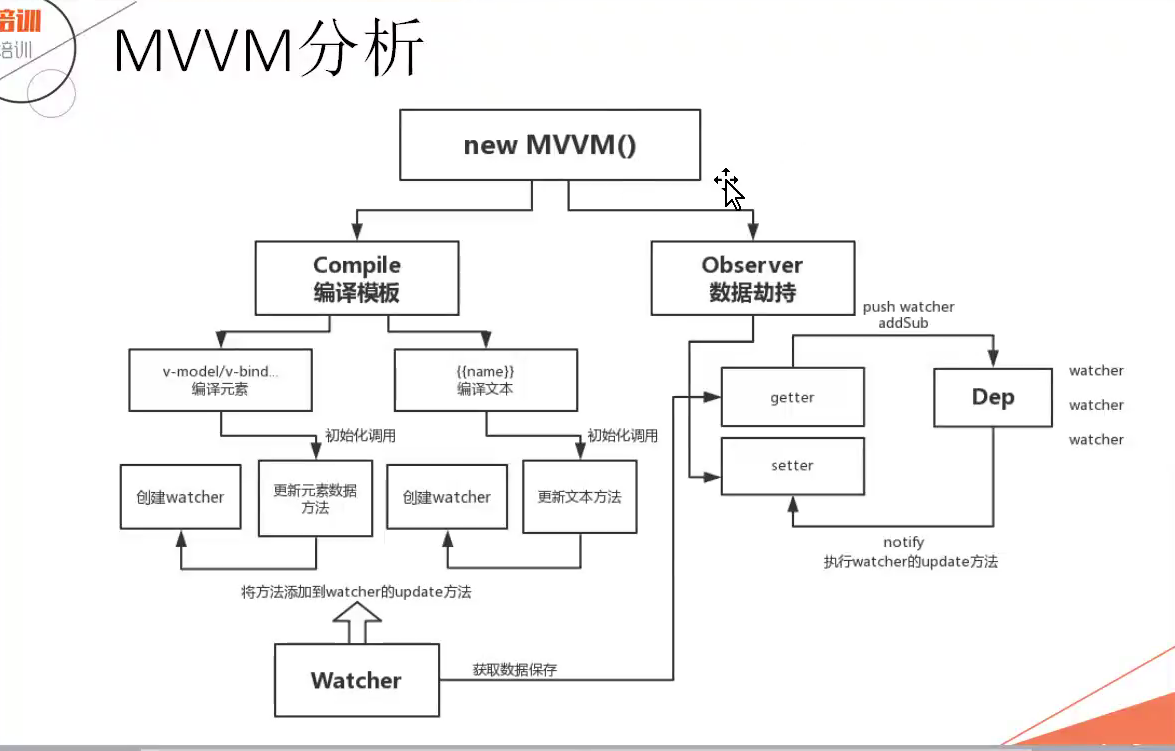 培训
培训
MVVM分析
new MVVM()
Compile
编译模板
Observer
数据劫持
push watcher
addSub
v-model/v-bind...
编译元素
{{name}}
编译文本
getter
Dep
watcher
watcher
watcher
初始化调用
初始化调用
setter
创建watcher
更新元素数据
方法
创建watcher
更新文本方法
notify
执行watcher的update方法
将方法添加到watcher的update方法
Watcher
获取数据保存